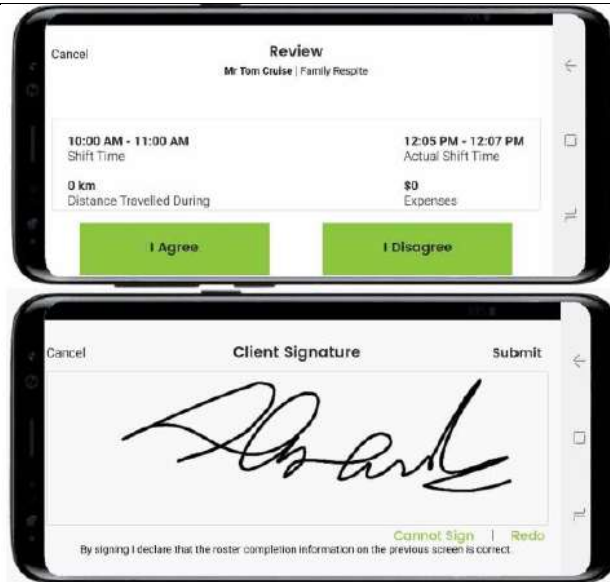 Cancel
Review
Mr Tom Cruise | Family Respite
10:00 AM - 11:00 AM
12:05 PM - 12:07 PM
Shift Time
Actual Shift Time
0 km
$0
Distance Travelled During
Expenses
I Agree
I Disagree
Cancel
Client Signature
Submit
Cannot Sign | Redo
By signing I declare that the roster completion information on the previous screen is correct.